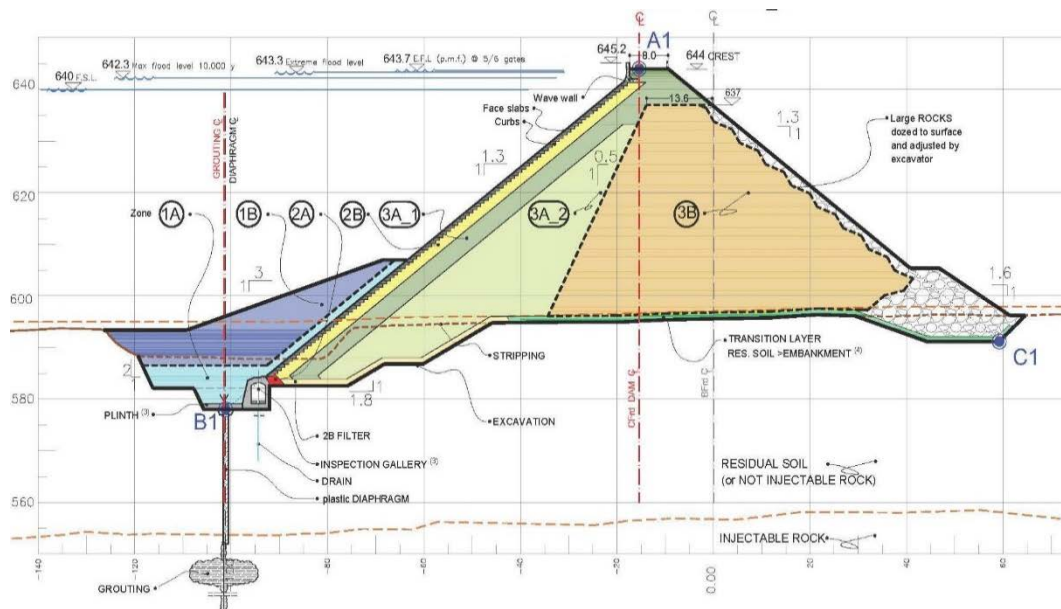 A1
645.2
8.0
644 CREST
643.7 E.F.L (p.m.f.) @ 5/6 gates
643.3 Extreme flood level
642.3 Max flood level 10.000 y
640 F.S.L.
640
Wave wall
13.6
637
Face slabs
Curbs
1.3
1
Large ROCKS
dozed to surface
and adjusted by
excavator
GROUTING
DIAPHRAGM
1.3
1
0.5
1
620
Zone
1A
1B
2A
2B
3A_1
3A_2
3B
3
1
1.6
1
600
STRIPPING
TRANSITION LAYER
RES. SOIL >EMBANKMENT (4)
C1
2
1
1.8
580
PLINTH (3)
B1
EXCAVATION
2B FILTER
INSPECTION GALLERY (3)
DRAIN
plastic DIAPHRAGM
CFrd DAM
RESIDUAL SOIL
(or NOT INJECTABLE ROCK)
560
INJECTABLE ROCK
GROUTING
-140
-120
-100
-80
-60
-40
-20
0.00
20
40
60